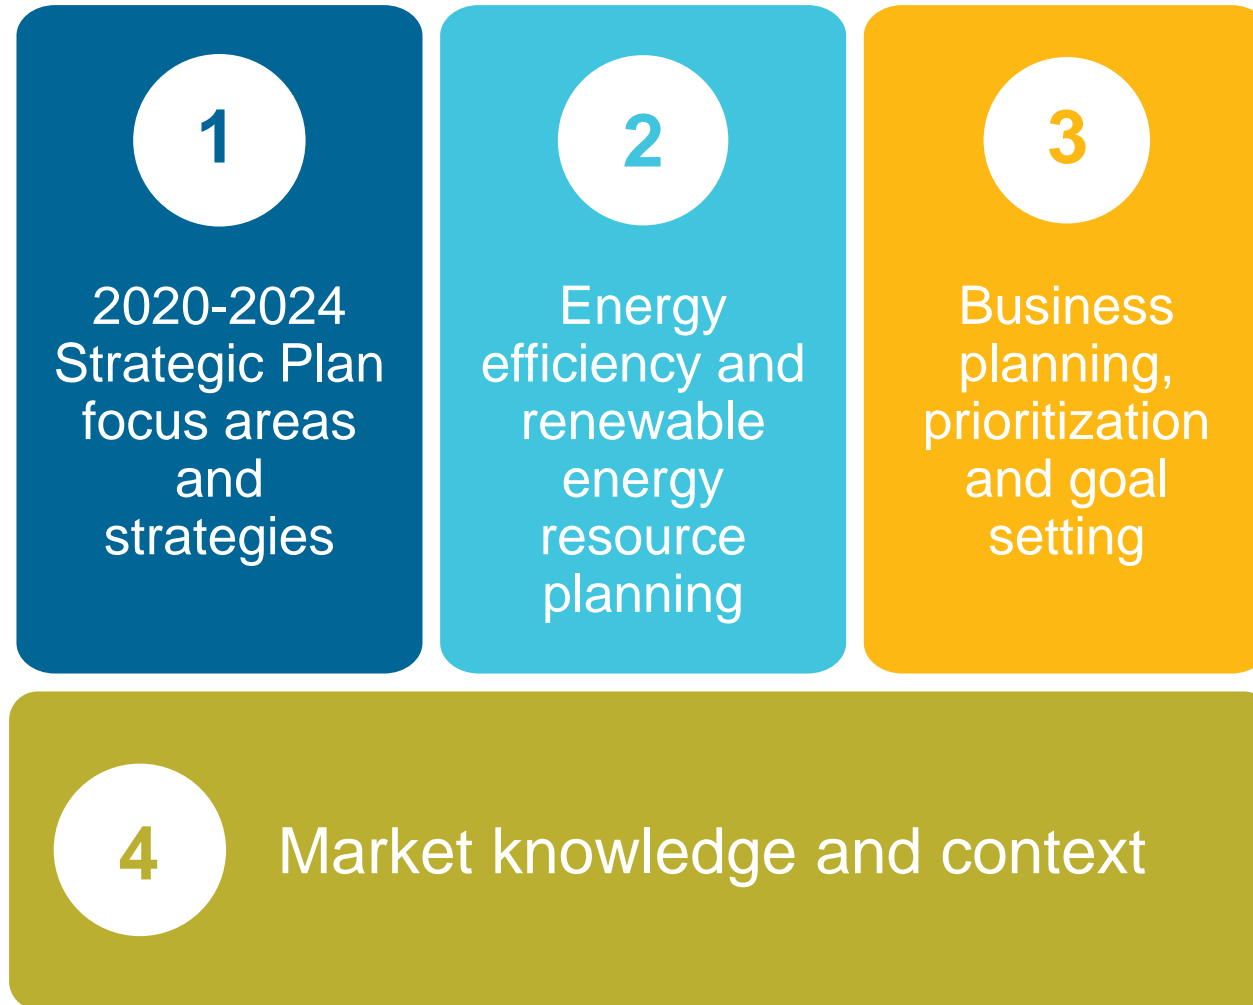 1
2020-2024
Strategic Plan
focus areas
and
strategies
2
Energy
efficiency and
renewable
energy
resource
planning
3
Business
planning,
prioritization
and goal
setting
4
Market knowledge and context